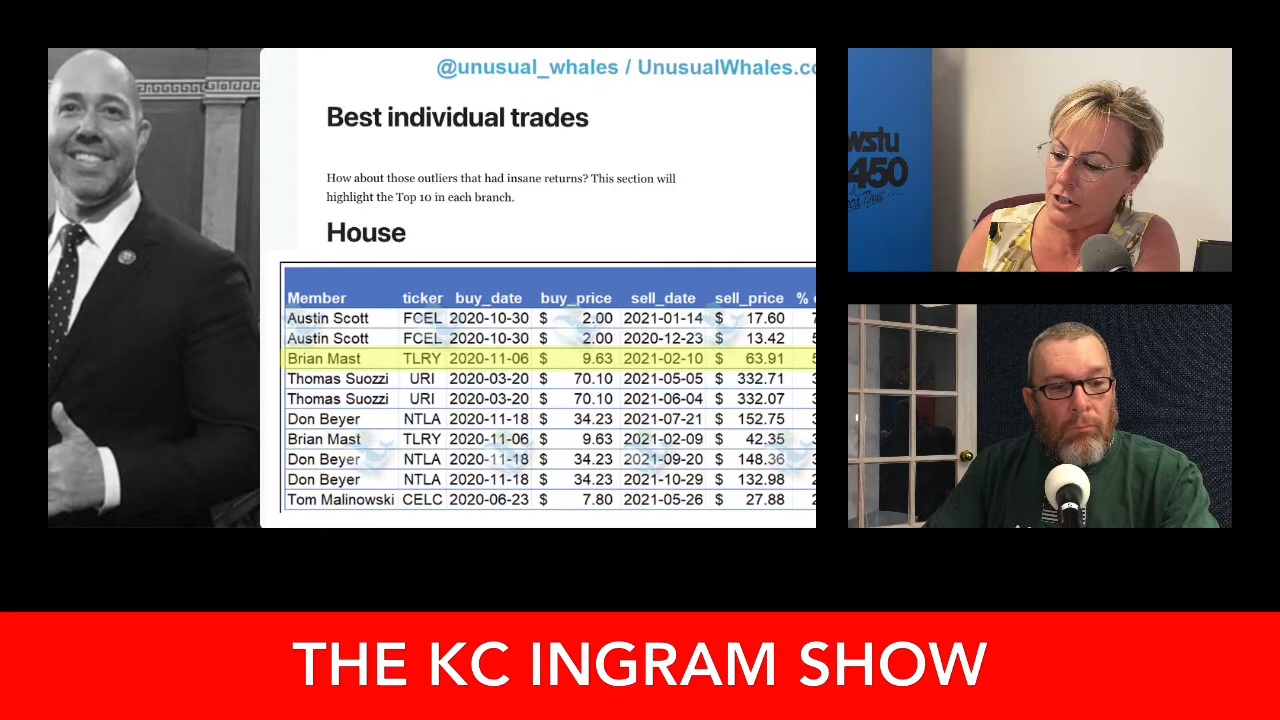 @unusual_whales / UnusualWhales.co
Best individual trades
How about those outliers that had insane returns? This section will
highlight the Top 10 in each branch.
House
Member ticker buy_date buy_price sell_date sell_price %
Austin Scott FCEL 2020-10-30 $ 2.00 2021-01-14 $ 17.60
Austin Scott FCEL 2020-10-30 $ 2.00 2020-12-23 $ 13.42
Brian Mast TLRY 2020-11-06 $ 9.63 2021-02-10 $ 63.91
Thomas Suozzi URI 2020-03-20 $ 70.10 2021-05-05 $ 332.71
Thomas Suozzi URI 2020-03-20 $ 70.10 2021-06-04 $ 332.07
Don Beyer NTLA 2020-11-18 $ 34.23 2021-07-21 $ 152.75
Brian Mast TLRY 2020-11-06 $ 9.63 2021-02-09 $ 42.35
Don Beyer NTLA 2020-11-18 $ 34.23 2021-09-20 $ 148.36
Don Beyer NTLA 2020-11-18 $ 34.23 2021-10-29 $ 132.98
Tom Malinowski CELC 2020-06-23 $ 7.80 2021-05-26 $ 27.88
wstu
450
Times
THE KC INGRAM SHOW